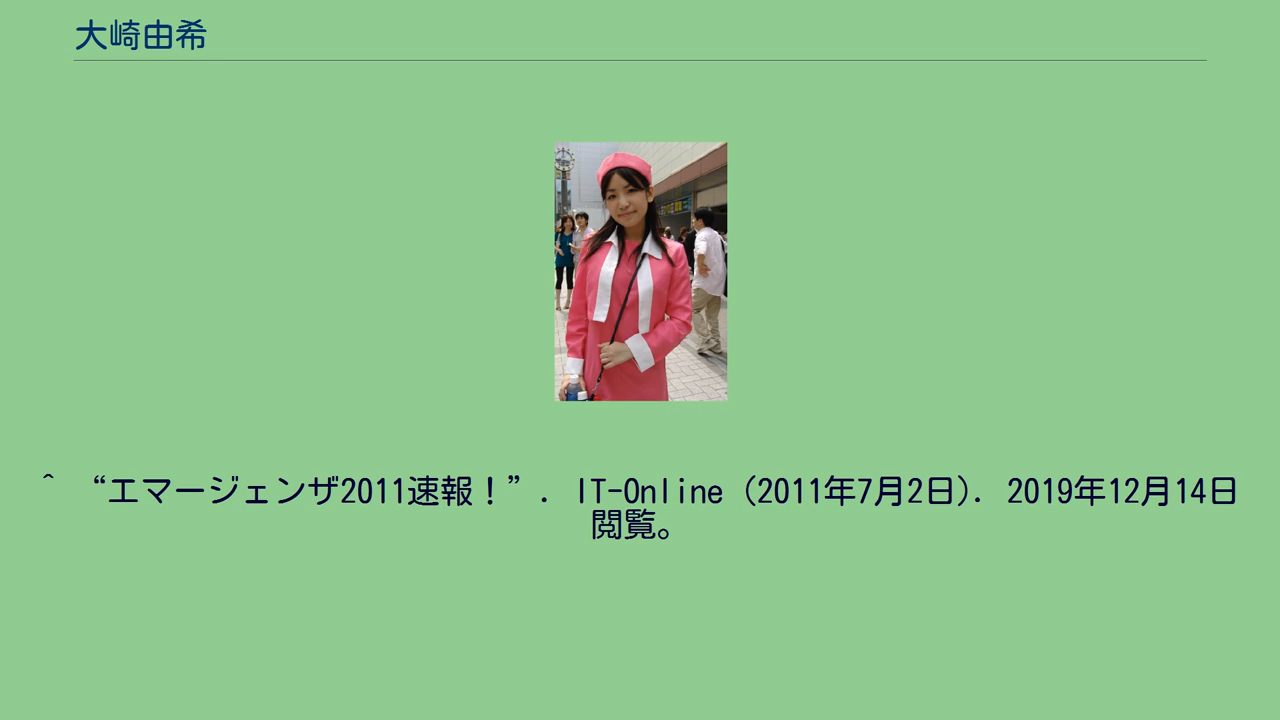 大崎由希
^ “エマージェンザ2011速報！”. IT-Online (2011年7月2日). 2019年12月14日
閲覧。